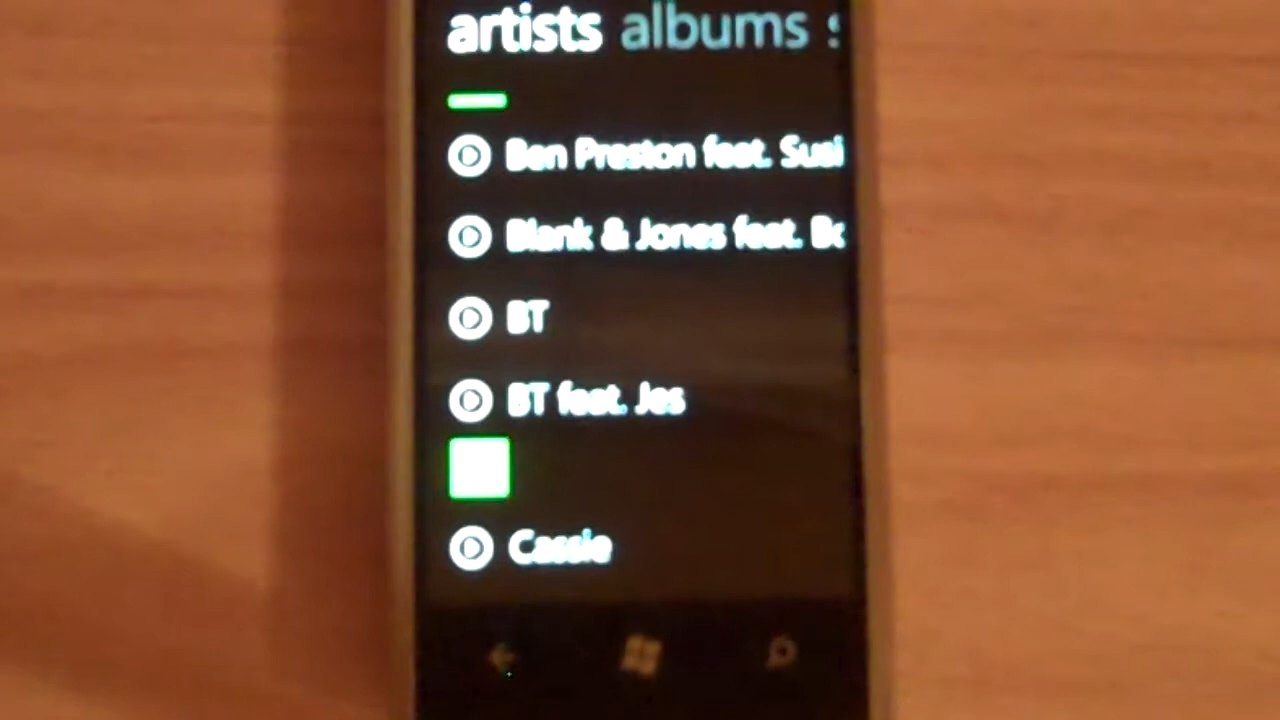 artists albums s
Ben Preston feat. Susi
Blank & Jones feat. Bo
BT
BT feat. Jes
Cassie